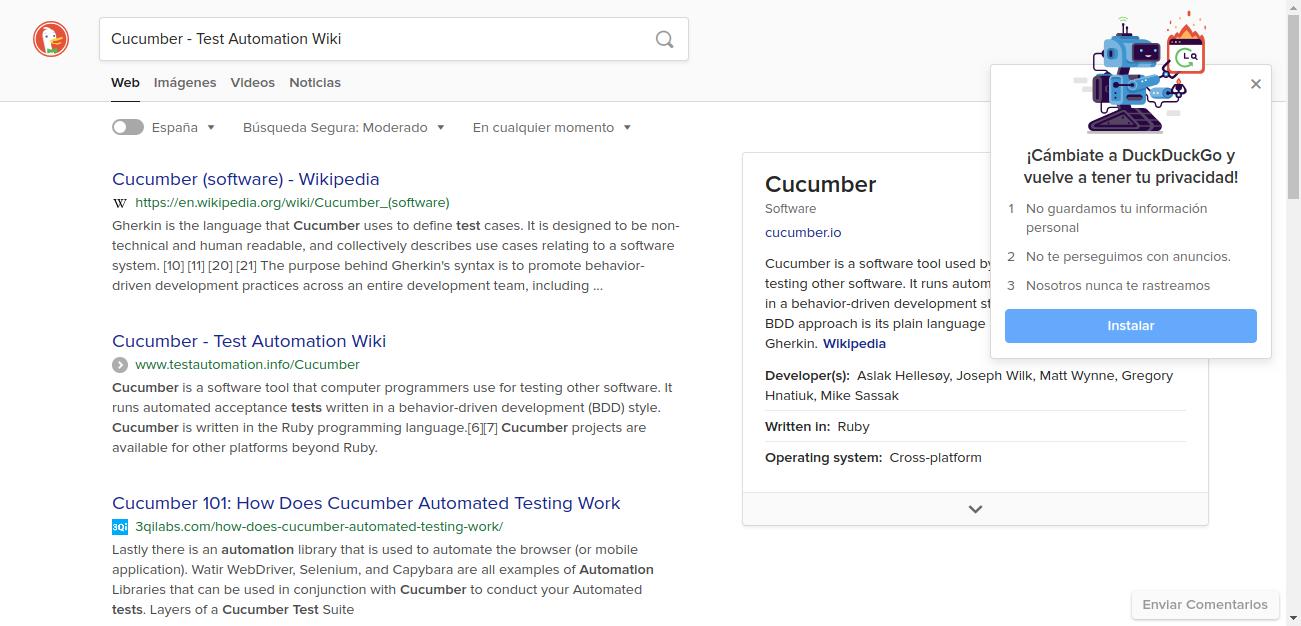 Cucumber - Test Automation Wiki
Web Imágenes Videos Noticias
España Búsqueda Segura: Moderado En cualquier momento
Cucumber (software) - Wikipedia
W https://en.wikipedia.org/wiki/Cucumber_(software)
Gherkin is the language that Cucumber uses to define test cases. It is designed to be non-
technical and human readable, and collectively describes use cases relating to a software
system. [10] [11] [20] [21] The purpose behind Gherkin's syntax is to promote behavior-
driven development practices across an entire development team, including ...
Cucumber - Test Automation Wiki
www.testautomation.info/Cucumber
Cucumber is a software tool that computer programmers use for testing other software. It
runs automated acceptance tests written in a behavior-driven development (BDD) style.
Cucumber is written in the Ruby programming language.[6][7] Cucumber projects are
available for other platforms beyond Ruby.
Cucumber 101: How Does Cucumber Automated Testing Work
3Qi 3qilabs.com/how-does-cucumber-automated-testing-work/
Lastly there is an automation library that is used to automate the browser (or mobile
application). Watir WebDriver, Selenium, and Capybara are all examples of Automation
Libraries that can be used in conjunction with Cucumber to conduct your Automated
tests. Layers of a Cucumber Test Suite
Cucumber
Software
cucumber.io
Cucumber is a software tool used by
testing other software. It runs autom
in a behavior-driven development st
BDD approach is its plain language
Gherkin. Wikipedia
Developer(s): Aslak Hellesøy, Joseph Wilk, Matt Wynne, Gregory
Hnatiuk, Mike Sassak
Written in: Ruby
Operating system: Cross-platform
¡Cámbiate a DuckDuckGo y
vuelve a tener tu privacidad!
1 No guardamos tu información
personal
2 No te perseguimos con anuncios.
3 Nosotros nunca te rastreamos
Instalar
Enviar Comentarios